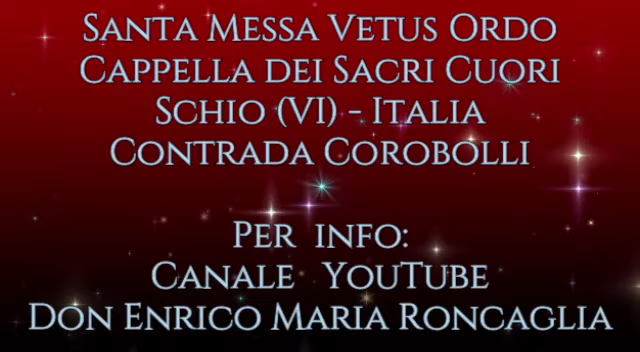 Santa Messa Vetus Ordo
Cappella dei Sacri Cuori
Schio (VI) - Italia
Contrada Corobolli
Per info:
Canale YouTube
Don Enrico Maria Roncaglia